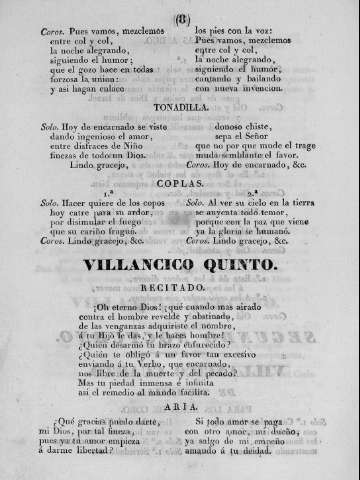 (8)
Coros. Pues vamos, mezclemos
entre col y col,
la noche alegrando,
siguiendo el humor;
que el gozo hace en todas
forzosa la union:
y asi hagan enlace
los pies con la voz:
Pues vamos, mezclemos
entre col y col,
la noche alegrando,
siguiendo el humor;
cantando y bailando
con nueva invencion.
TONADILLA.
Solo. Hoy de encarnado se viste
dando ingenioso el amor,
entre disfraces de Niño
finezas de todo un Dios.
Lindo gracejo,
donoso chiste,
sepa el Señor
que no por que mode el trage
muda semblante el favor.
Coros. Hoy de encarnado, &c.
COPLAS.
1.ª
Solo. Hacer quiere de los copos
hoy catre para su ardor,
por disimular el fuego
que su cariño fragua.
Coros. Lindo gracejo, &c.
2.ª
Solo. Al ver su cielo en la tierra
se auyenta todo temor,
porque con la paz que viene
ya la gloria se humanó.
Coros. Lindo gracejo, &c.
VILLANCICO QUINTO.
RECITADO.
¡Oh eterno Dios! ¡qué cuando mas airado
contra el hombre revelde y obstinado,
de las venganzas adquiriste el nombre,
á tu Hijo le das, y le haces hombre!
¿Quién desarmó tu brazo enfurecido?
¿Quién te obligó á un favor tan excesivo
enviando á tu Verbo, que encarnado,
nos libre de la muerte y del pecado?
Mas tu piedad inmensa é infinita
asi el remedio al mundo facilita.
ARIA.
¿Qué gracias puedo darte,
mi Dios, por tal fineza,
pues ya tu amor empieza
á darme libertad?
Si todo amor se paga
con otro amor, mi dueño,
ya salgo de mi empeño
amando á tu deidad.